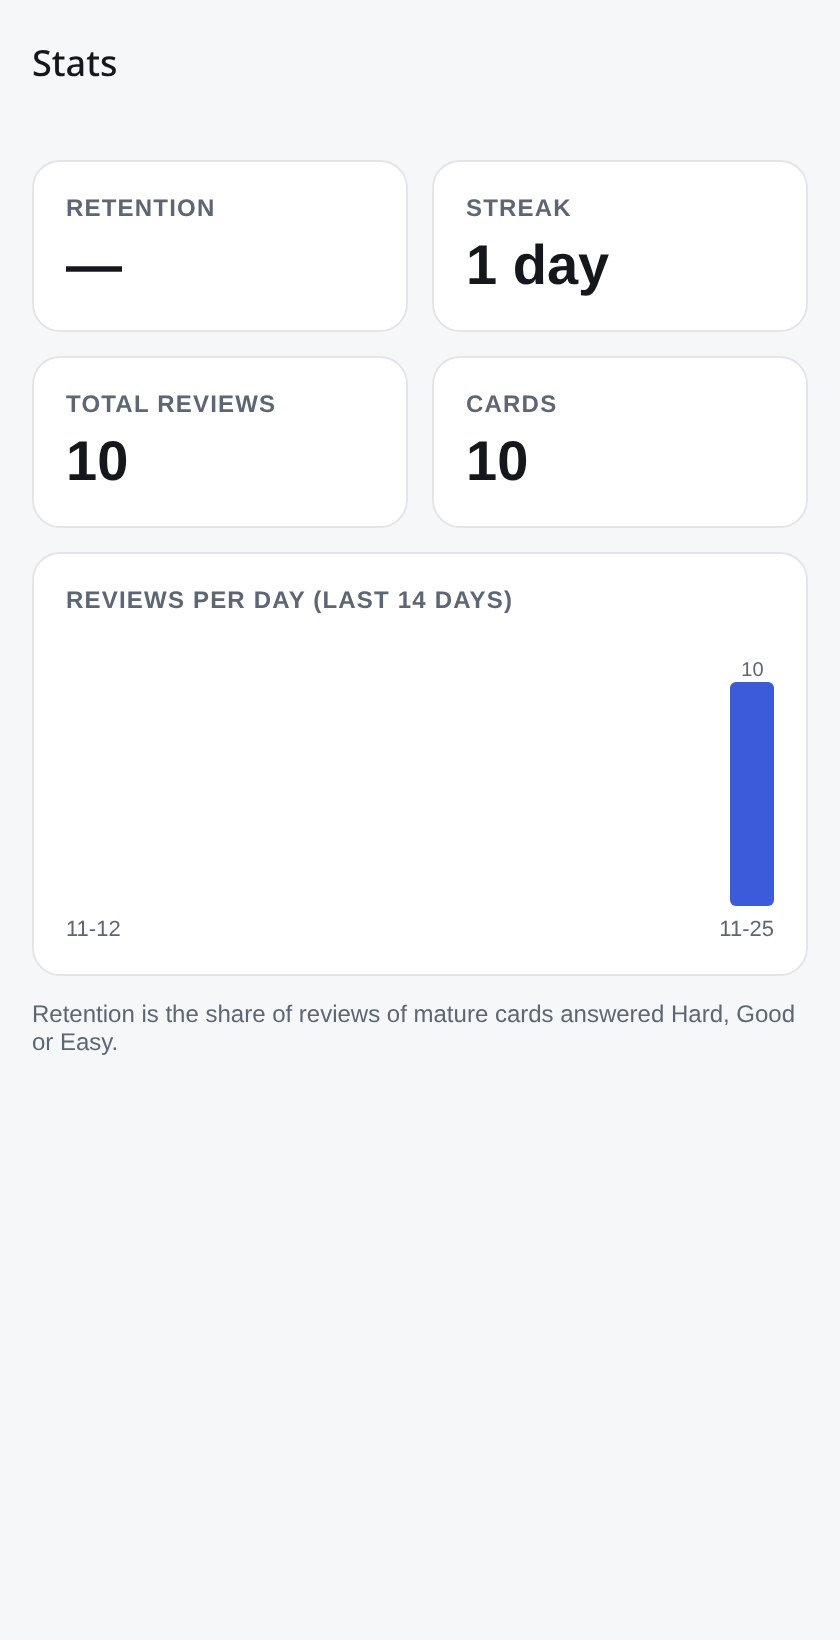 Stats
RETENTION
—
STREAK
1 day
TOTAL REVIEWS
10
CARDS
10
REVIEWS PER DAY (LAST 14 DAYS)
10
11-12
11-25
Retention is the share of reviews of mature cards answered Hard, Good
or Easy.